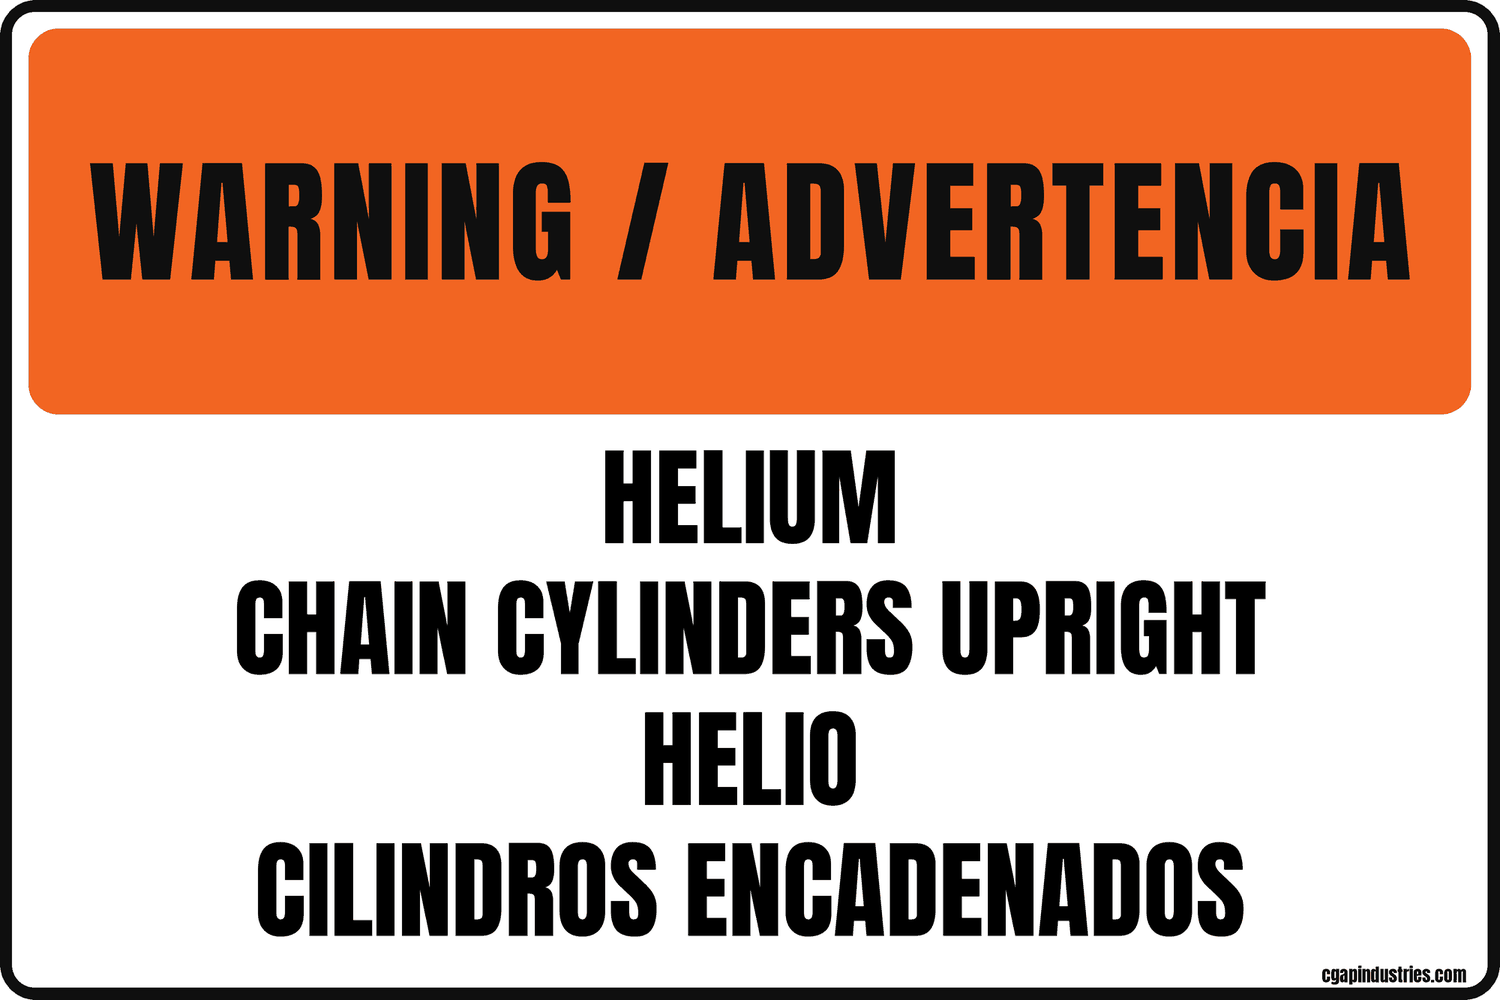 WARNING / ADVERTENCIA
HELIUM
CHAIN CYLINDERS UPRIGHT
HELIO
CILINDROS ENCADENADOS
cgapindustries.com